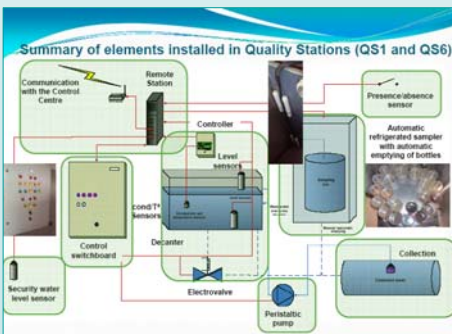 Summary of elements installed in Quality Stations (QS1 and QS6)
Communication
with the Control
Centre
Remote
Station
Presence/absence
sensor
Controller
Level
sensors
Automatic
refrigerated sampler
with automatic
emptying of bottles
cond/Tª
sensors
Decanter
Control
switchboard
Collection
Security water
level sensor
Electrovalve
Peristaltic
pump